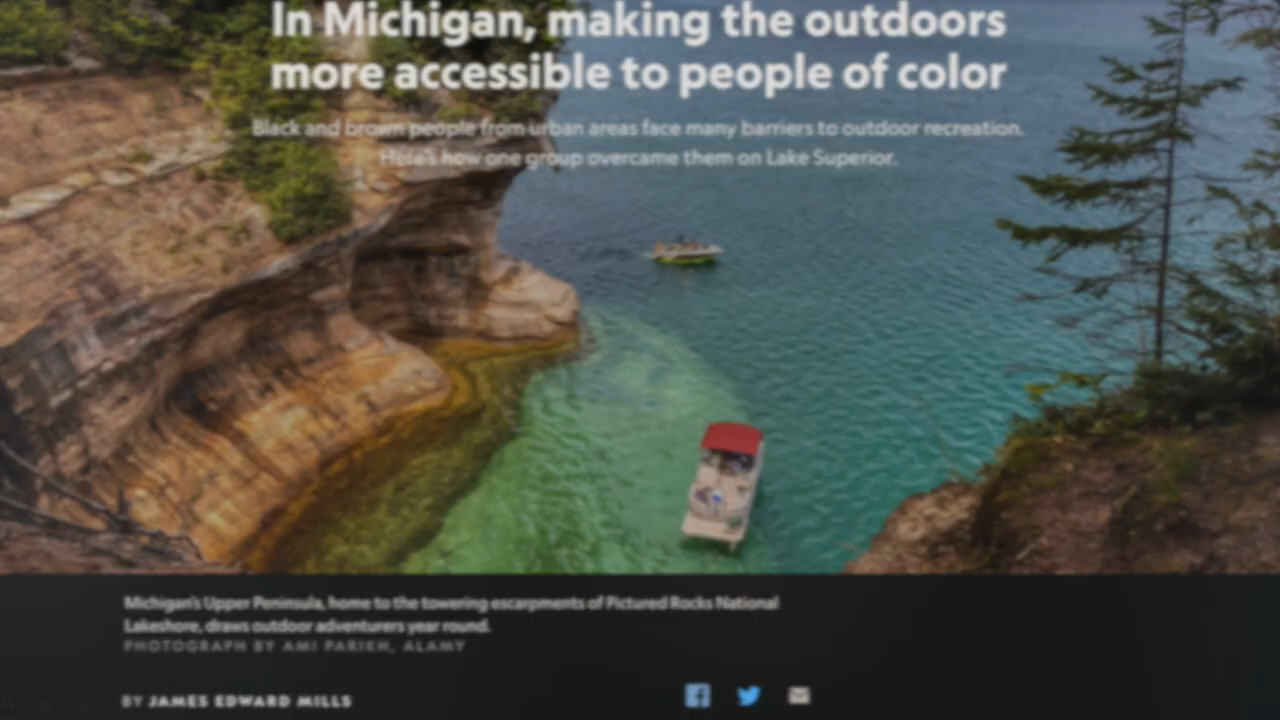 In Michigan, making the outdoors
more accessible to people of color
Black and brown people from urban areas face many barriers to outdoor recreation.
Here's how one group overcame them on Lake Superior.
Michigan's Upper Peninsula, home to the towering escarpments of Pictured Rocks National
Lakeshore, draws outdoor adventurers year round.
PHOTOGRAPH BY AMI PARIKH, ALAMY
BY JAMES EDWARD MILLS